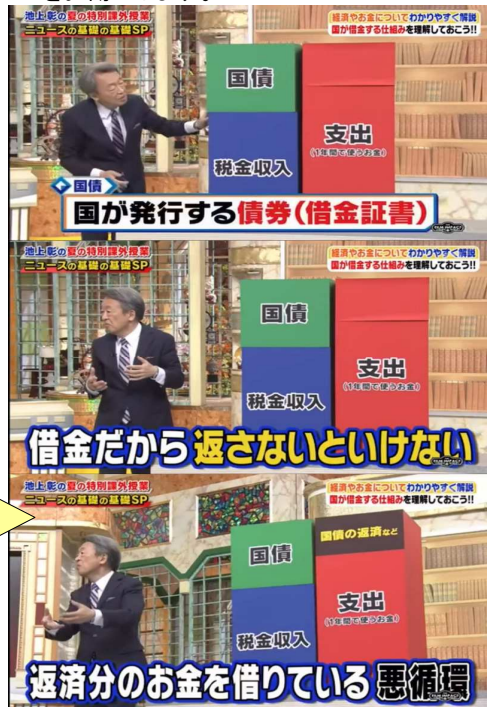 池上彰の夏の特別課外授業
ニュースの基礎の基礎SP
経済やお金についてわかりやすく解説
国が借金する仕組みを理解しておこう!!
国債
支出
(1年間で使うお金)
税金収入
国債
国が発行する債券(借金証書)
池上彰の夏の特別課外授業
ニュースの基礎の基礎SP
経済やお金についてわかりやすく解説
国が借金する仕組みを理解しておこう!!
国債
支出
(1年間で使うお金)
税金収入
借金だから返さないといけない
池上彰の夏の特別課外授業
ニュースの基礎の基礎SP
経済やお金についてわかりやすく解説
国が借金する仕組みを理解しておこう!!
国債の返済など
国債
支出
(1年間で使うお金)
税金収入
返済分のお金を借りている 悪循環